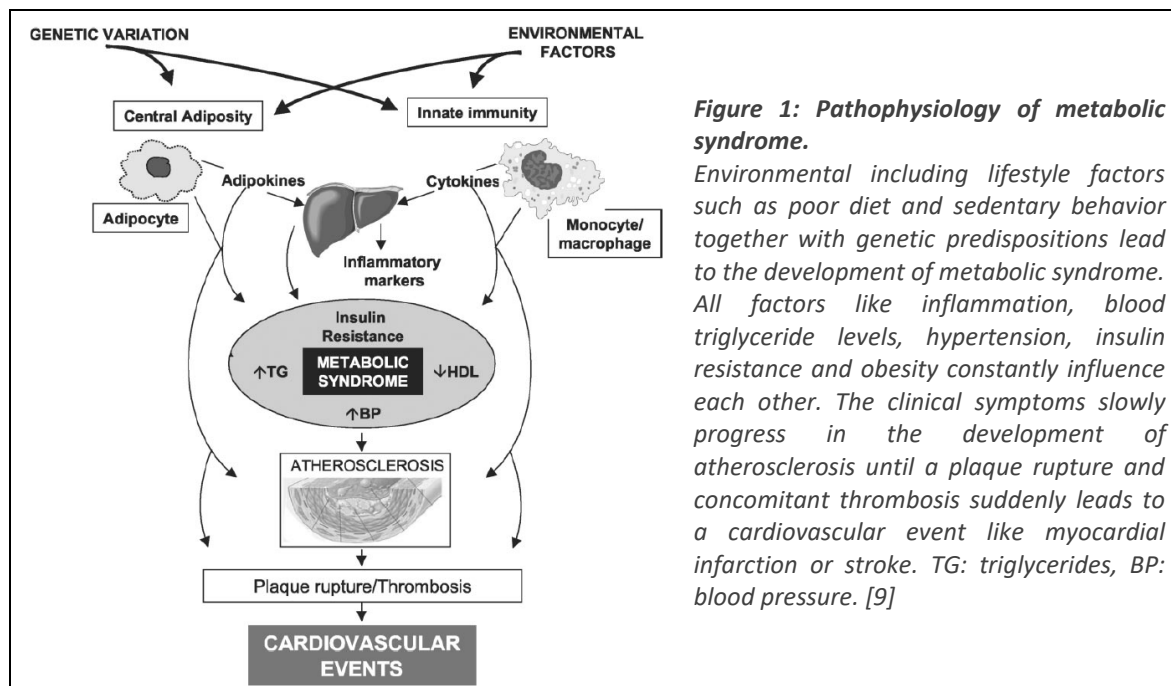 GENETIC VARIATION
ENVIRONMENTAL
FACTORS
Central Adiposity
Innate immunity
Adipokines
Cytokines
Adipocyte
Monocyte/
macrophage
Inflammatory
markers
Insulin
Resistance
↑TG
METABOLIC
SYNDROME
↓HDL
↑BP
ATHEROSCLEROSIS
Plaque rupture/Thrombosis
CARDIOVASCULAR
EVENTS
Figure 1: Pathophysiology of metabolic
syndrome.
Environmental including lifestyle factors
such as poor diet and sedentary behavior
together with genetic predispositions lead
to the development of metabolic syndrome.
All factors like inflammation, blood
triglyceride levels, hypertension, insulin
resistance and obesity constantly influence
each other. The clinical symptoms slowly
progress in the development of
atherosclerosis until a plaque rupture and
concomitant thrombosis suddenly leads to
a cardiovascular event like myocardial
infarction or stroke. TG: triglycerides, BP:
blood pressure. [9]